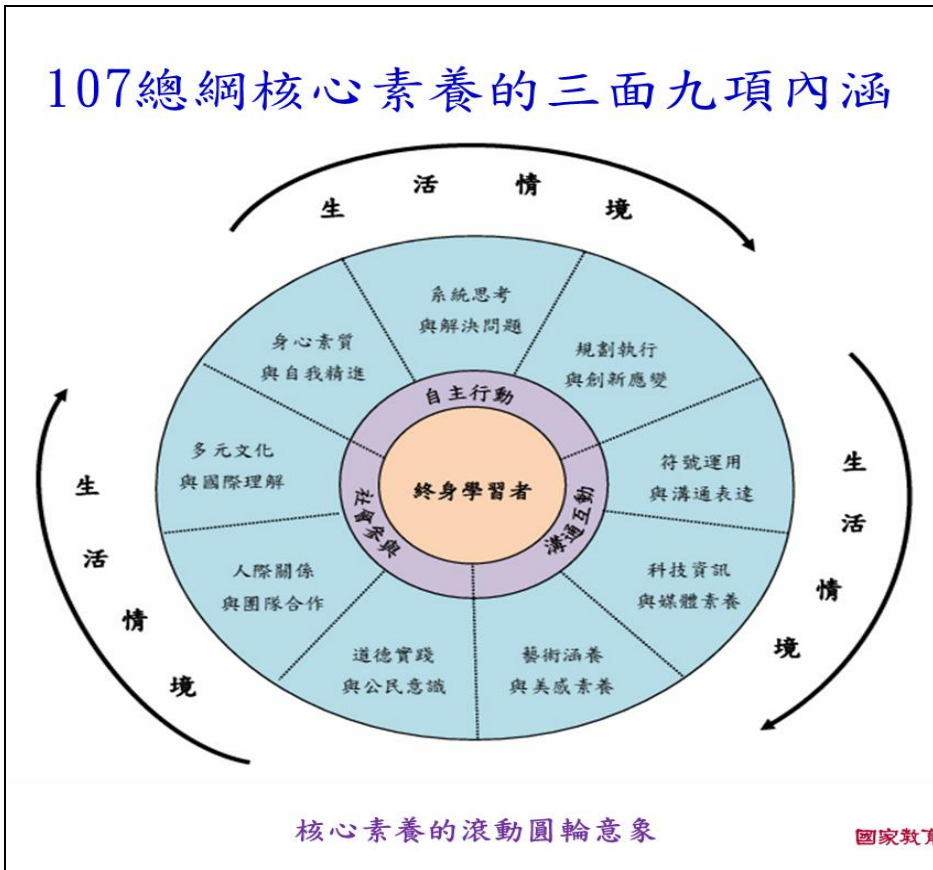 107總綱核心素養的三面九項內涵
生活情境
系統思考
與解決問題
身心素質
與自我精進
規劃執行
與創新應變
自主行動
多元文化
與國際理解
終身學習者
符號運用
與溝通表達
生活情境
社會參與
溝通互動
生活情境
人際關係
與團隊合作
科技資訊
與媒體素養
道德實踐
與公民意識
藝術涵養
與美感素養
核心素養的滾動圓輪意象
國家教育